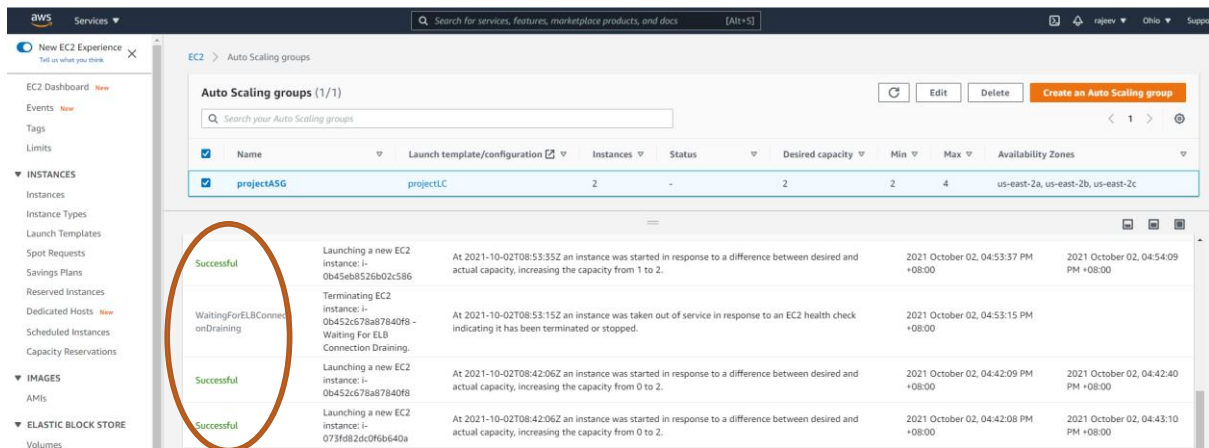 aws Services ▼ Search for services, features, marketplace products, and docs [Alt+S] rajeev ▼ Ohio ▼ Suppo
New EC2 Experience
Tell us what you think
EC2 Dashboard New
Events New
Tags
Limits
▼ INSTANCES
Instances
Instance Types
Launch Templates
Spot Requests
Savings Plans
Reserved Instances
Dedicated Hosts New
Scheduled Instances
Capacity Reservations
▼ IMAGES
AMIs
▼ ELASTIC BLOCK STORE
Volumes
EC2 > Auto Scaling groups
Auto Scaling groups (1/1) Edit Delete Create an Auto Scaling group
Search your Auto Scaling groups < 1 >
Name Launch template/configuration Instances Status Desired capacity Min Max Availability Zones
projectASG projectLC 2 - 2 2 4 us-east-2a, us-east-2b, us-east-2c
Successful
Launching a new EC2
instance: i-
0b45eb8526b02c586
At 2021-10-02T08:53:35Z an instance was started in response to a difference between desired and
actual capacity, increasing the capacity from 1 to 2.
2021 October 02, 04:53:37 PM
+08:00
2021 October 02, 04:54:09
PM +08:00
WaitingForELBConnec
onDraining
Terminating EC2
instance: i-
0b452c678a87840f8 -
Waiting For ELB
Connection Draining.
At 2021-10-02T08:53:15Z an instance was taken out of service in response to an EC2 health check
indicating it has been terminated or stopped.
2021 October 02, 04:53:15 PM
+08:00
Successful
Launching a new EC2
instance: i-
0b452c678a87840f8
At 2021-10-02T08:42:06Z an instance was started in response to a difference between desired and
actual capacity, increasing the capacity from 0 to 2.
2021 October 02, 04:42:09 PM
+08:00
2021 October 02, 04:42:40
PM +08:00
Successful
Launching a new EC2
instance: i-
073fd82dc0f6b640a
At 2021-10-02T08:42:06Z an instance was started in response to a difference between desired and
actual capacity, increasing the capacity from 0 to 2.
2021 October 02, 04:42:08 PM
+08:00
2021 October 02, 04:43:10
PM +08:00